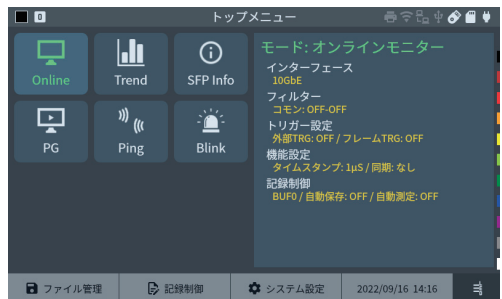 0
トップメニュー
Online
Trend
SFP Info
PG
Ping
Blink
モード: オンラインモニター
インターフェース
10GbE
フィルター
コモン: OFF-OFF
トリガー設定
外部TRG: OFF / フレームTRG: OFF
機能設定
タイムスタンプ: 1μS / 同期: なし
記録制御
BUF0 / 自動保存: OFF / 自動測定: OFF
ファイル管理
記録制御
システム設定
2022/09/16 14:16